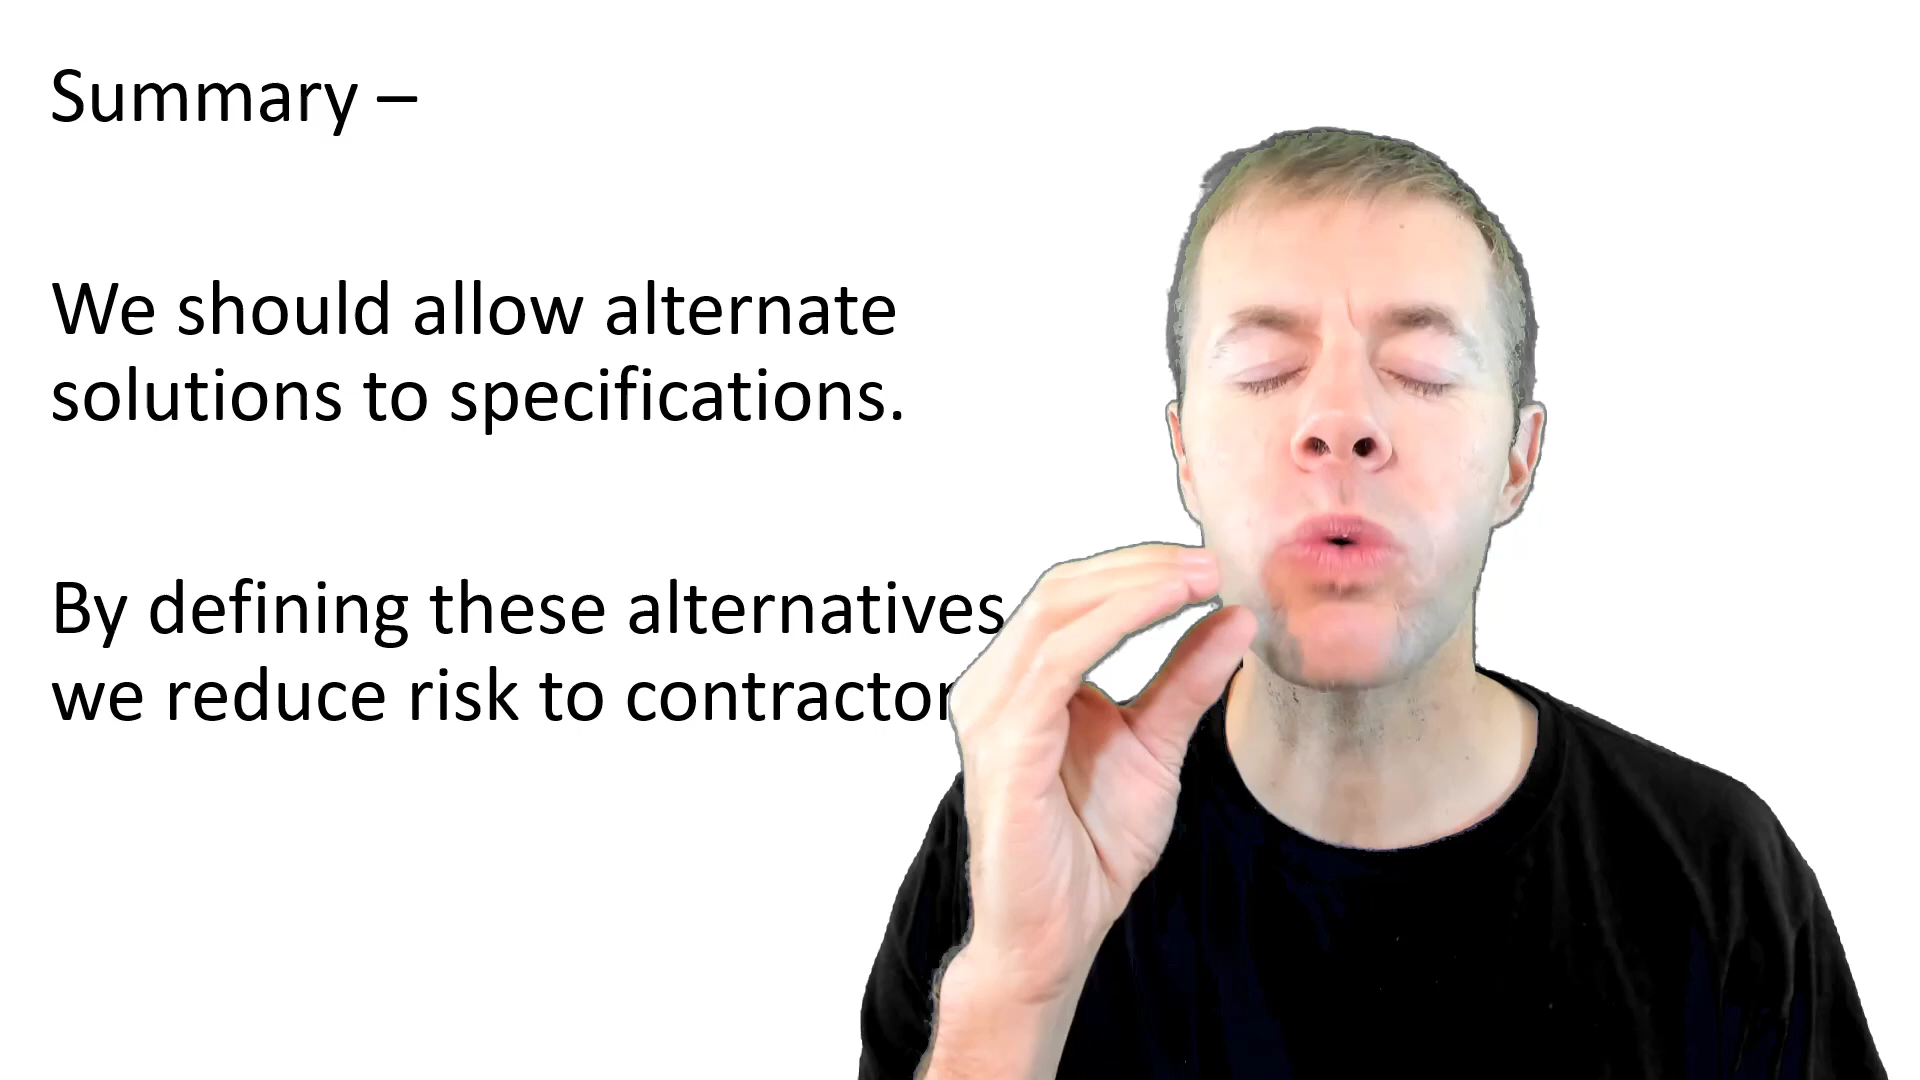 Summary –
We should allow alternate
solutions to specifications.
By defining these alternatives
we reduce risk to contractor